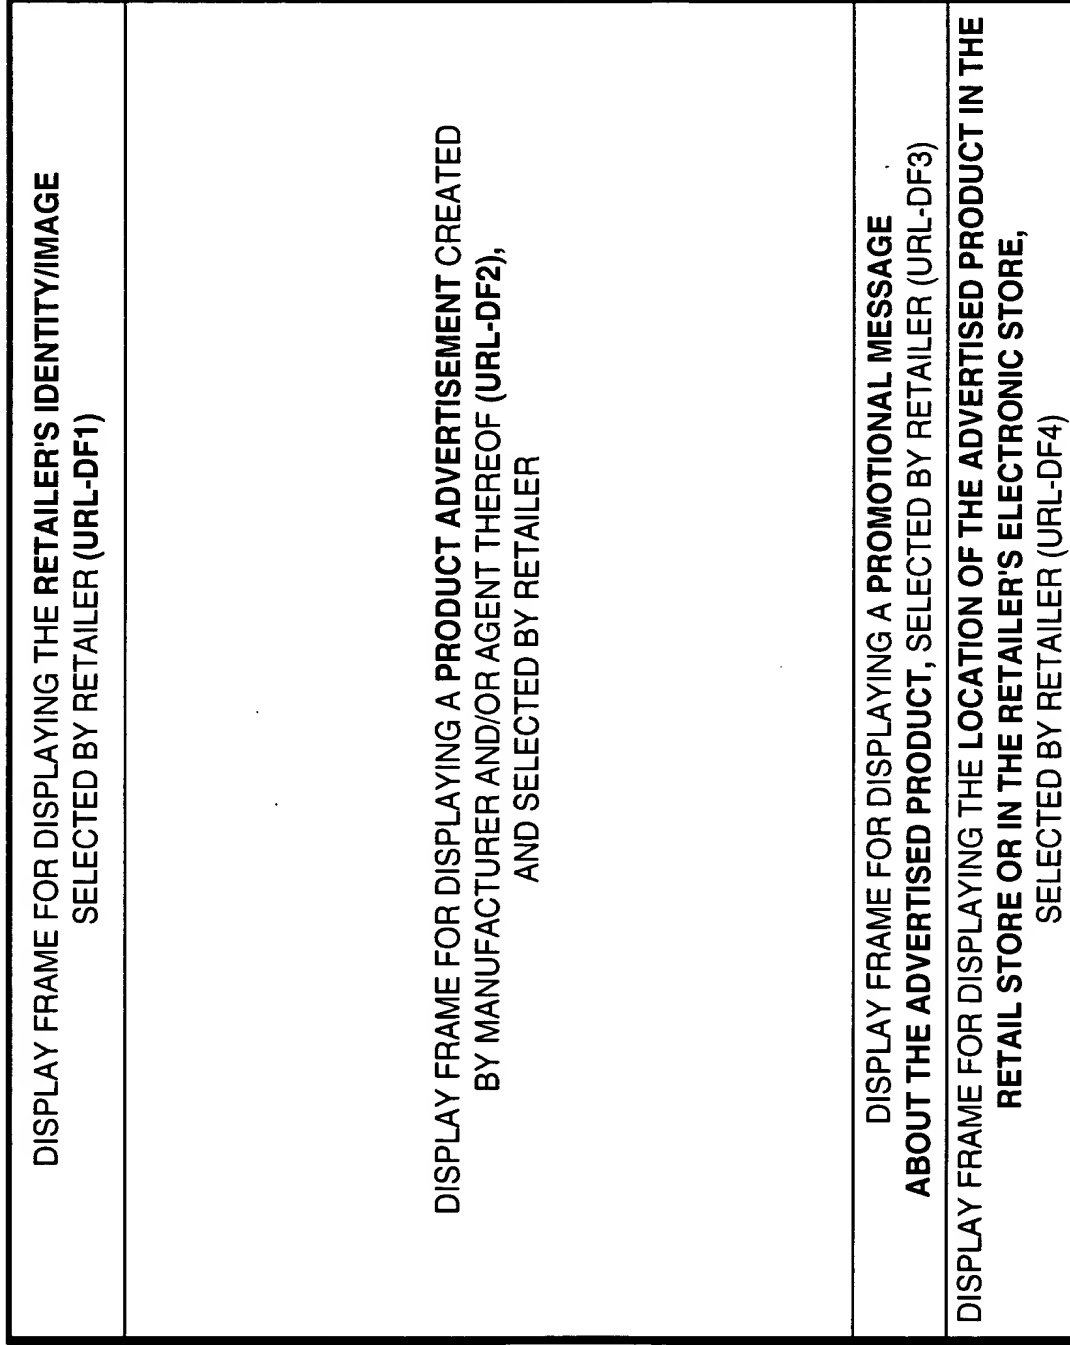 DISPLAY FRAME FOR DISPLAYING THE RETAILER'S IDENTITY/IMAGE
SELECTED BY RETAILER (URL-DF1)
DISPLAY FRAME FOR DISPLAYING A PRODUCT ADVERTISEMENT CREATED
BY MANUFACTURER AND/OR AGENT THEREOF (URL-DF2),
AND SELECTED BY RETAILER
DISPLAY FRAME FOR DISPLAYING A PROMOTIONAL MESSAGE
ABOUT THE ADVERTISED PRODUCT, SELECTED BY RETAILER (URL-DF3)
DISPLAY FRAME FOR DISPLAYING THE LOCATION OF THE ADVERTISED PRODUCT IN THE
RETAIL STORE OR IN THE RETAILER'S ELECTRONIC STORE,
SELECTED BY RETAILER (URL-DF4)